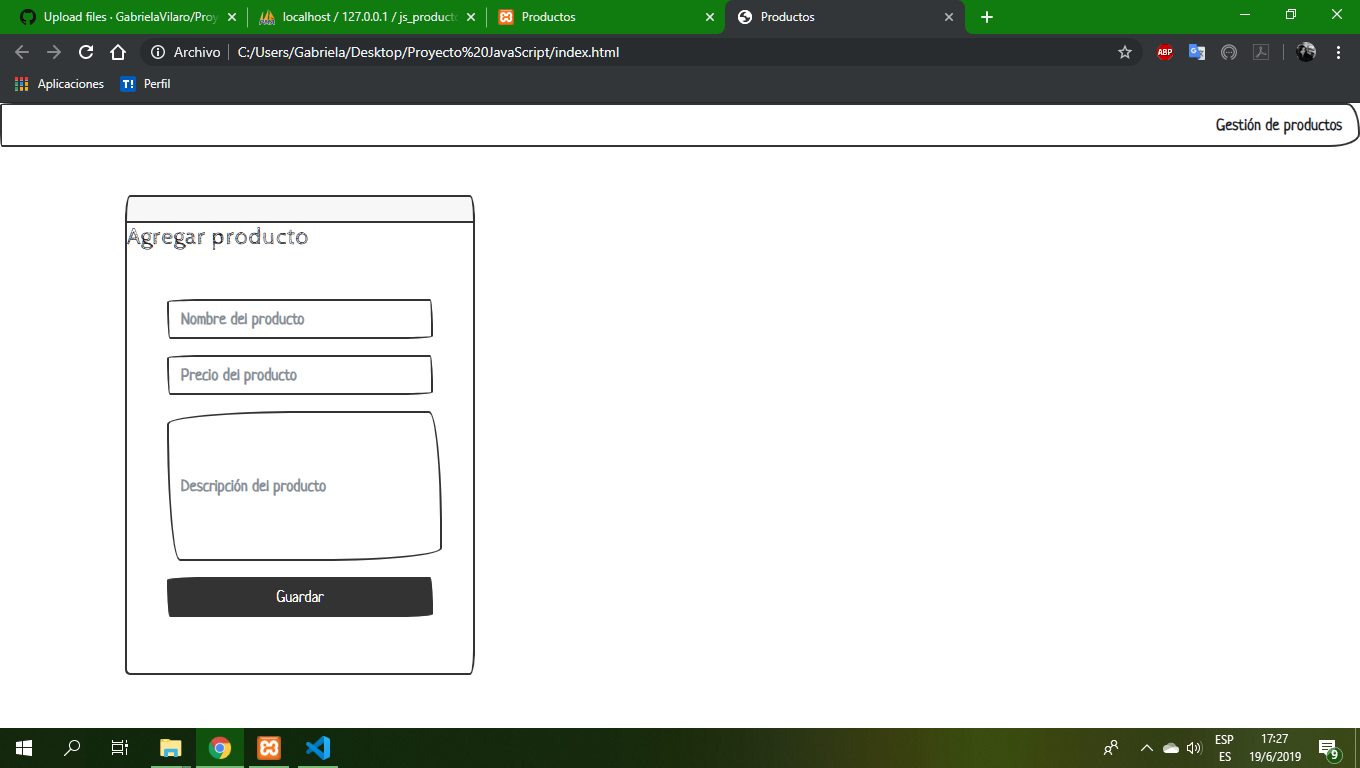 Upload files · GabrielaVilaro/Proy
localhost / 127.0.0.1 / js_producto
Productos
Productos
Archivo
C:/Users/Gabriela/Desktop/Proyecto%20JavaScript/index.html
ABP
Aplicaciones
T! Perfil
Gestión de productos
Agregar producto
Nombre del producto
Precio del producto
Descripción del producto
Guardar
ESP
ES
17:27
19/6/2019
9